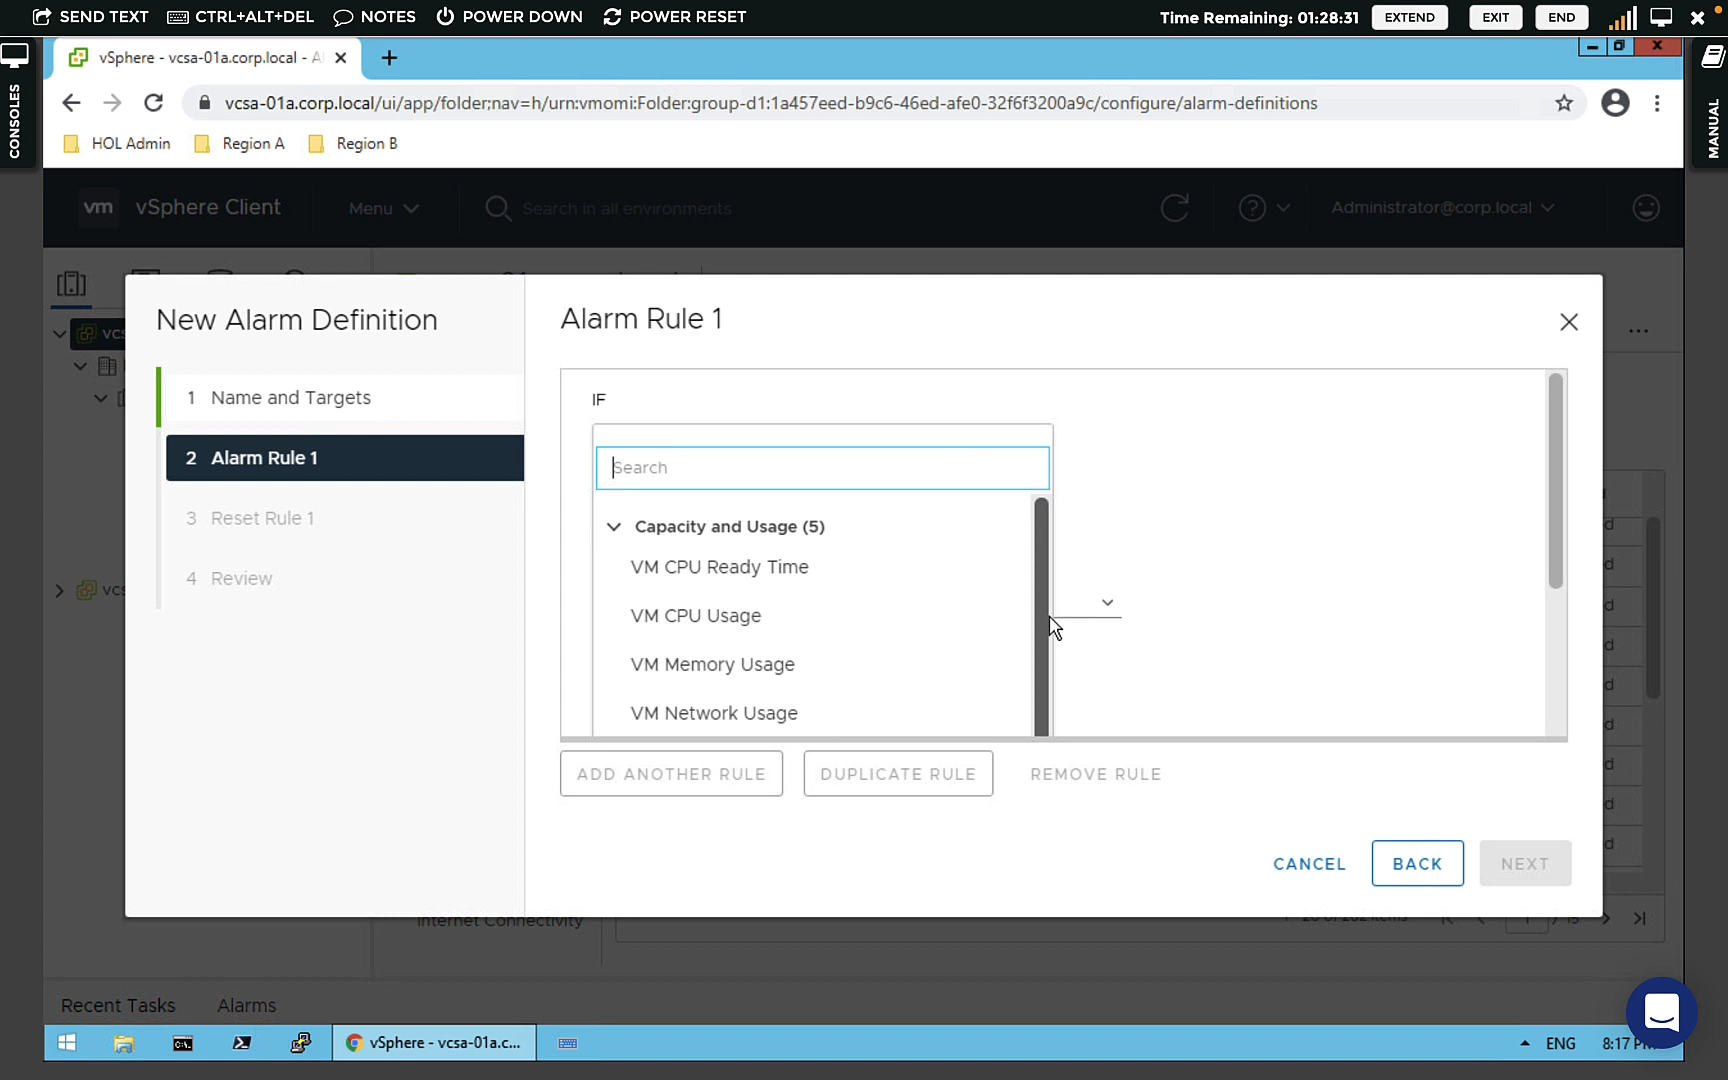 SEND TEXT CTRL+ALT+DEL NOTES POWER DOWN POWER RESET Time Remaining: 01:28:31 EXTEND EXIT END
CONSOLES
MANUAL
vSphere - vcsa-01a.corp.local - Al
vcsa-01a.corp.local/ui/app/folder;nav=h/urn:vmomi:Folder:group-d1:1a457eed-b9c6-46ed-afe0-32f6f3200a9c/configure/alarm-definitions
HOL Admin Region A Region B
vm vSphere Client Menu Search in all environments Administrator@corp.local
New Alarm Definition
1 Name and Targets
2 Alarm Rule 1
3 Reset Rule 1
4 Review
Alarm Rule 1
IF
Search
Capacity and Usage (5)
VM CPU Ready Time
VM CPU Usage
VM Memory Usage
VM Network Usage
ADD ANOTHER RULE DUPLICATE RULE REMOVE RULE
CANCEL BACK NEXT
vcs
vcs
Internet Connectivity
Recent Tasks Alarms
vSphere - vcsa-01a.c... ENG 8:17 PM